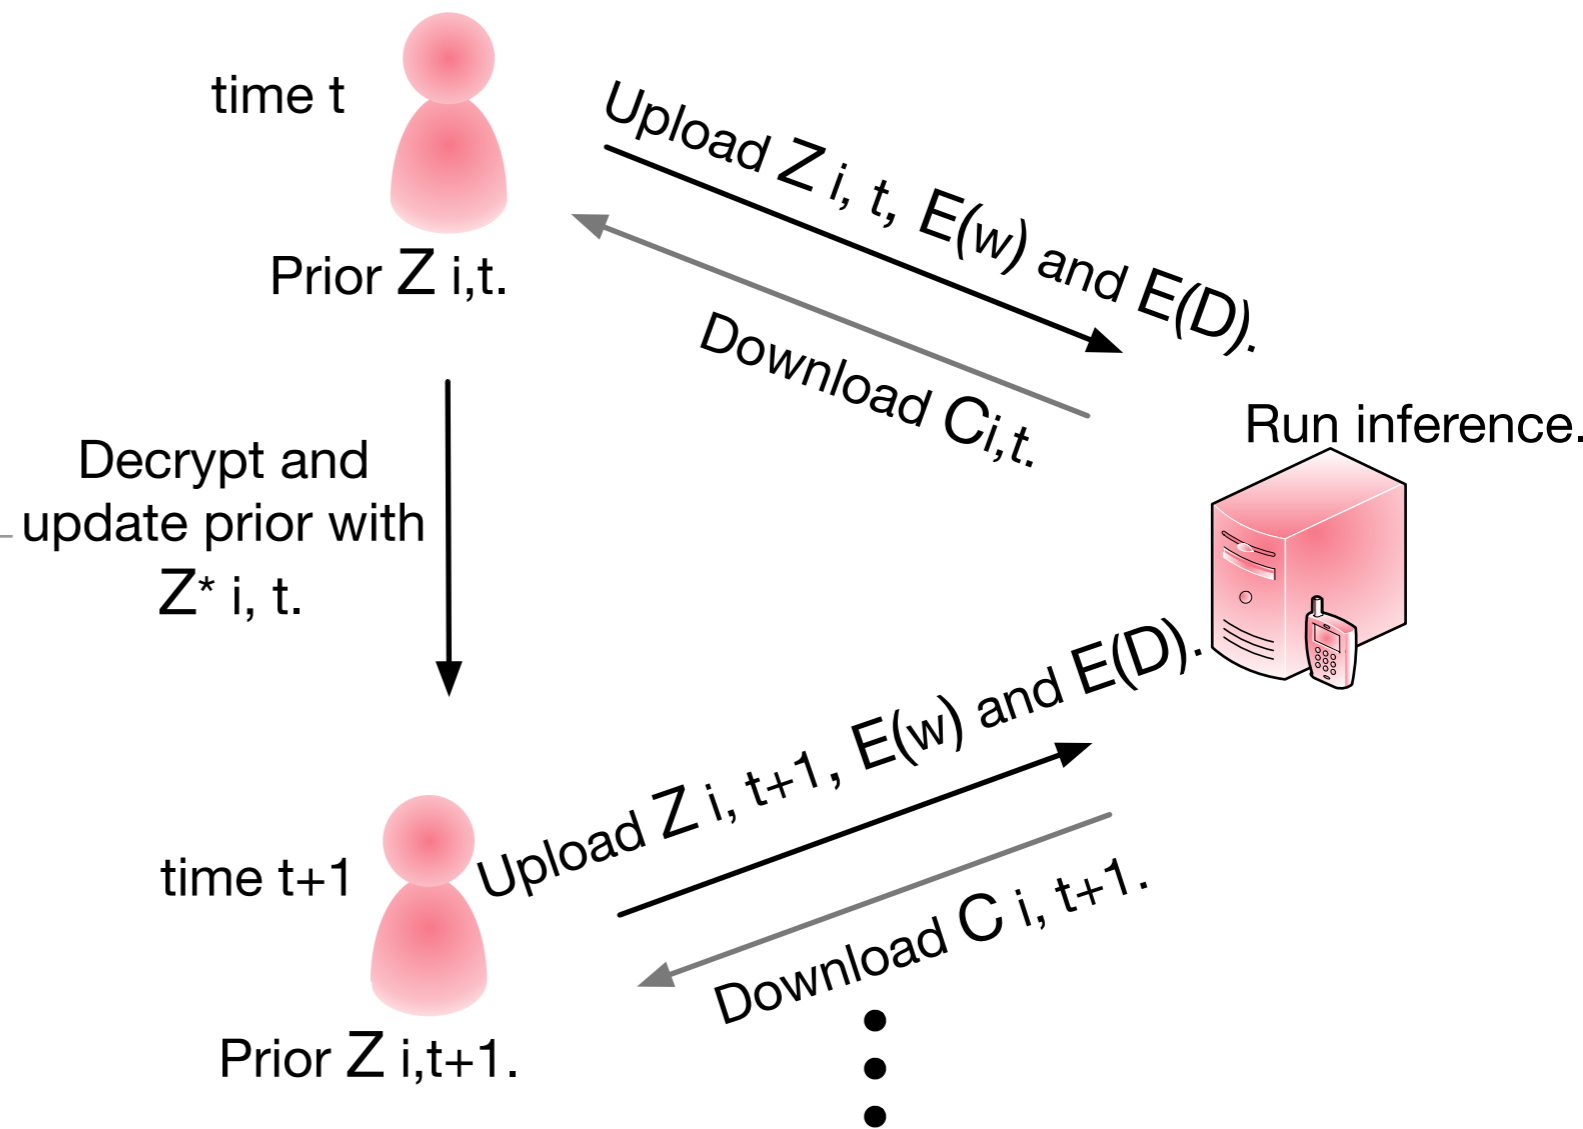 time t
Upload Z i, t, E(w) and E(D).
Prior Z i,t.
Download Ci,t.
Run inference.
Decrypt and
update prior with
Z* i, t.
Upload Z i, t+1, E(w) and E(D).
time t+1
Download C i, t+1.
Prior Z i,t+1.